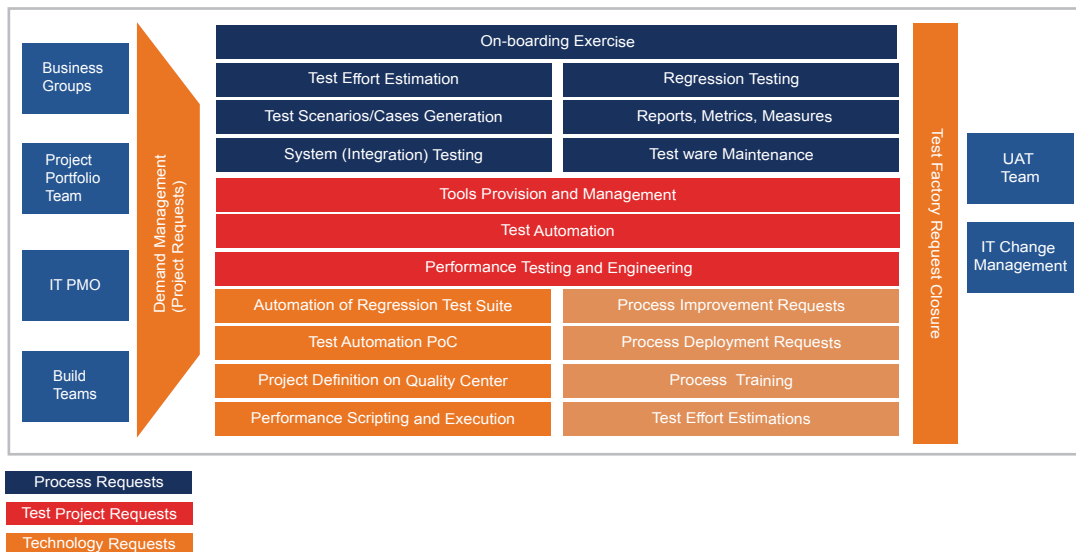 Business
Groups
Project
Portfolio
Team
IT PMO
Build
Teams
Demand Management
(Project Requests)
On-boarding Exercise
Test Effort Estimation
Regression Testing
Test Scenarios/Cases Generation
Reports, Metrics, Measures
System (Integration) Testing
Test ware Maintenance
Tools Provision and Management
Test Automation
Performance Testing and Engineering
Automation of Regression Test Suite
Process Improvement Requests
Test Automation PoC
Process Deployment Requests
Project Definition on Quality Center
Process Training
Performance Scripting and Execution
Test Effort Estimations
Test Factory Request Closure
UAT
Team
IT Change
Management
Process Requests
Test Project Requests
Technology Requests